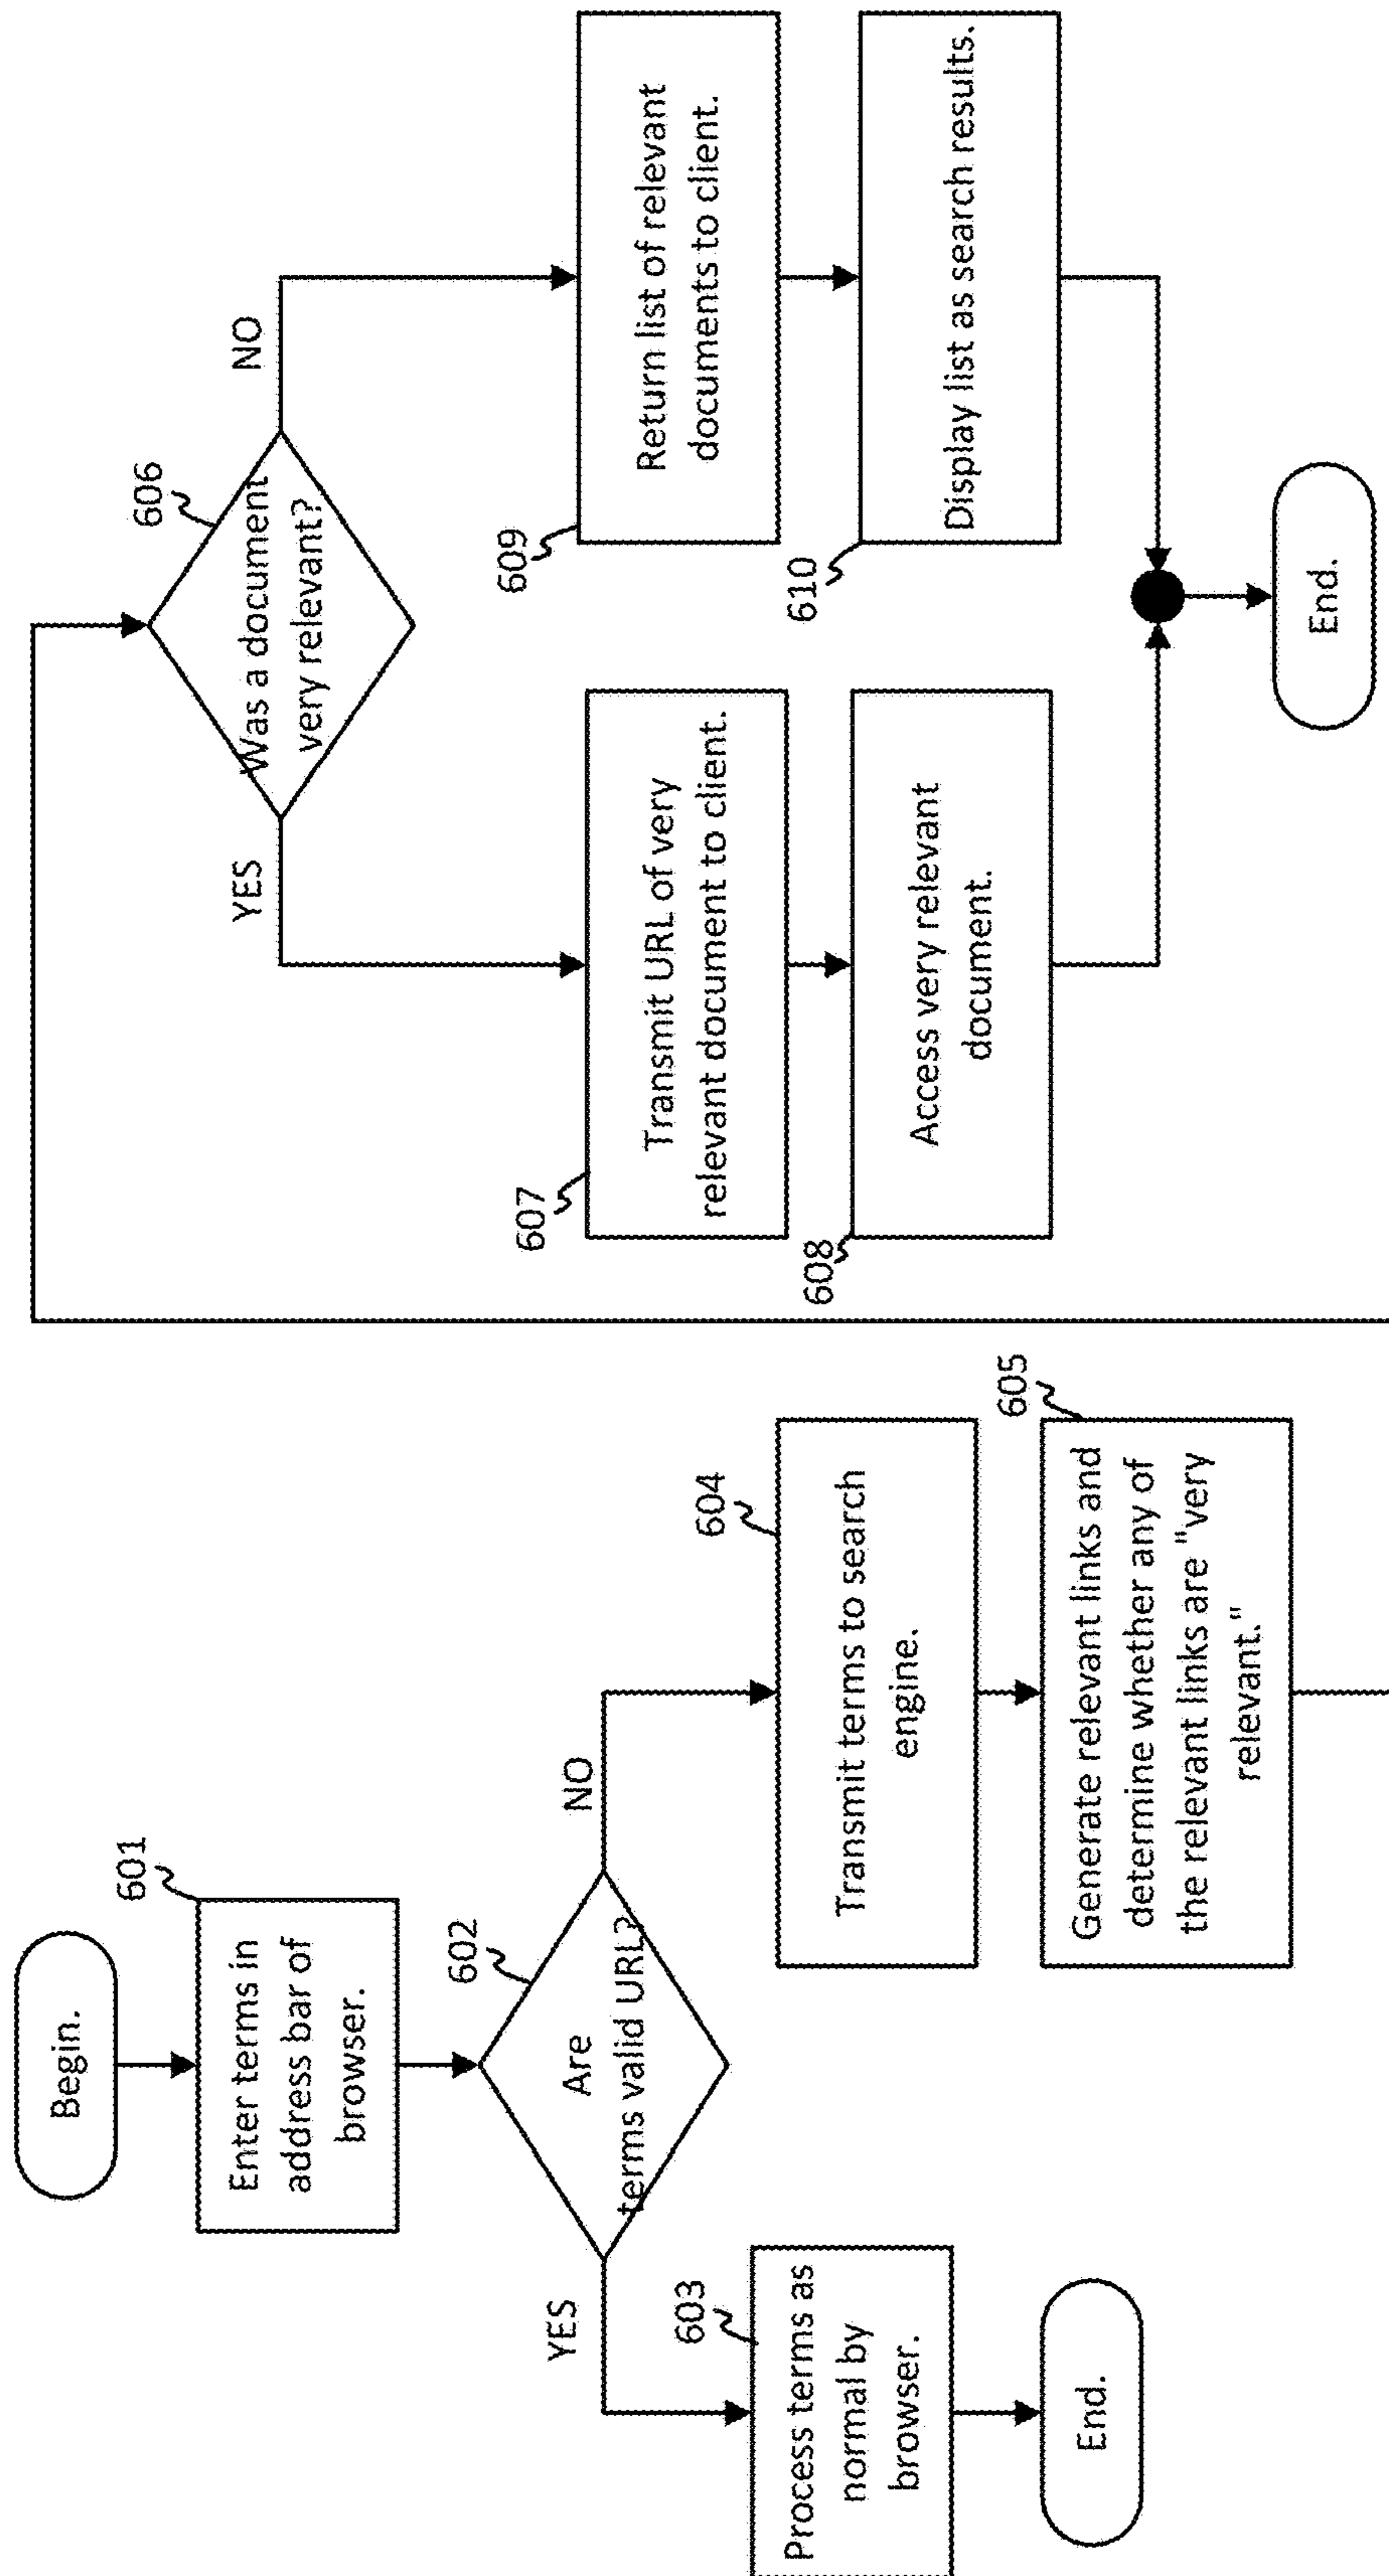 Begin.
601
Enter terms in
address bar of
browser.
602
Are
terms valid URL?
YES
NO
603
Process terms as
normal by
browser.
End.
604
Transmit terms to search
engine.
605
Generate relevant links and
determine whether any of
the relevant links are "very
relevant."
606
Was a document
very relevant?
YES
NO
607
Transmit URL of very
relevant document to client.
608
Access very relevant
document.
609
Return list of relevant
documents to client.
610
Display list as search results.
End.